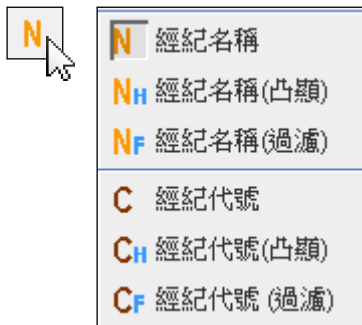 N
N 經紀名稱
NH 經紀名稱(凸顯)
NF 經紀名稱(過濾)
C 經紀代號
CH 經紀代號(凸顯)
CF 經紀代號 (過濾)